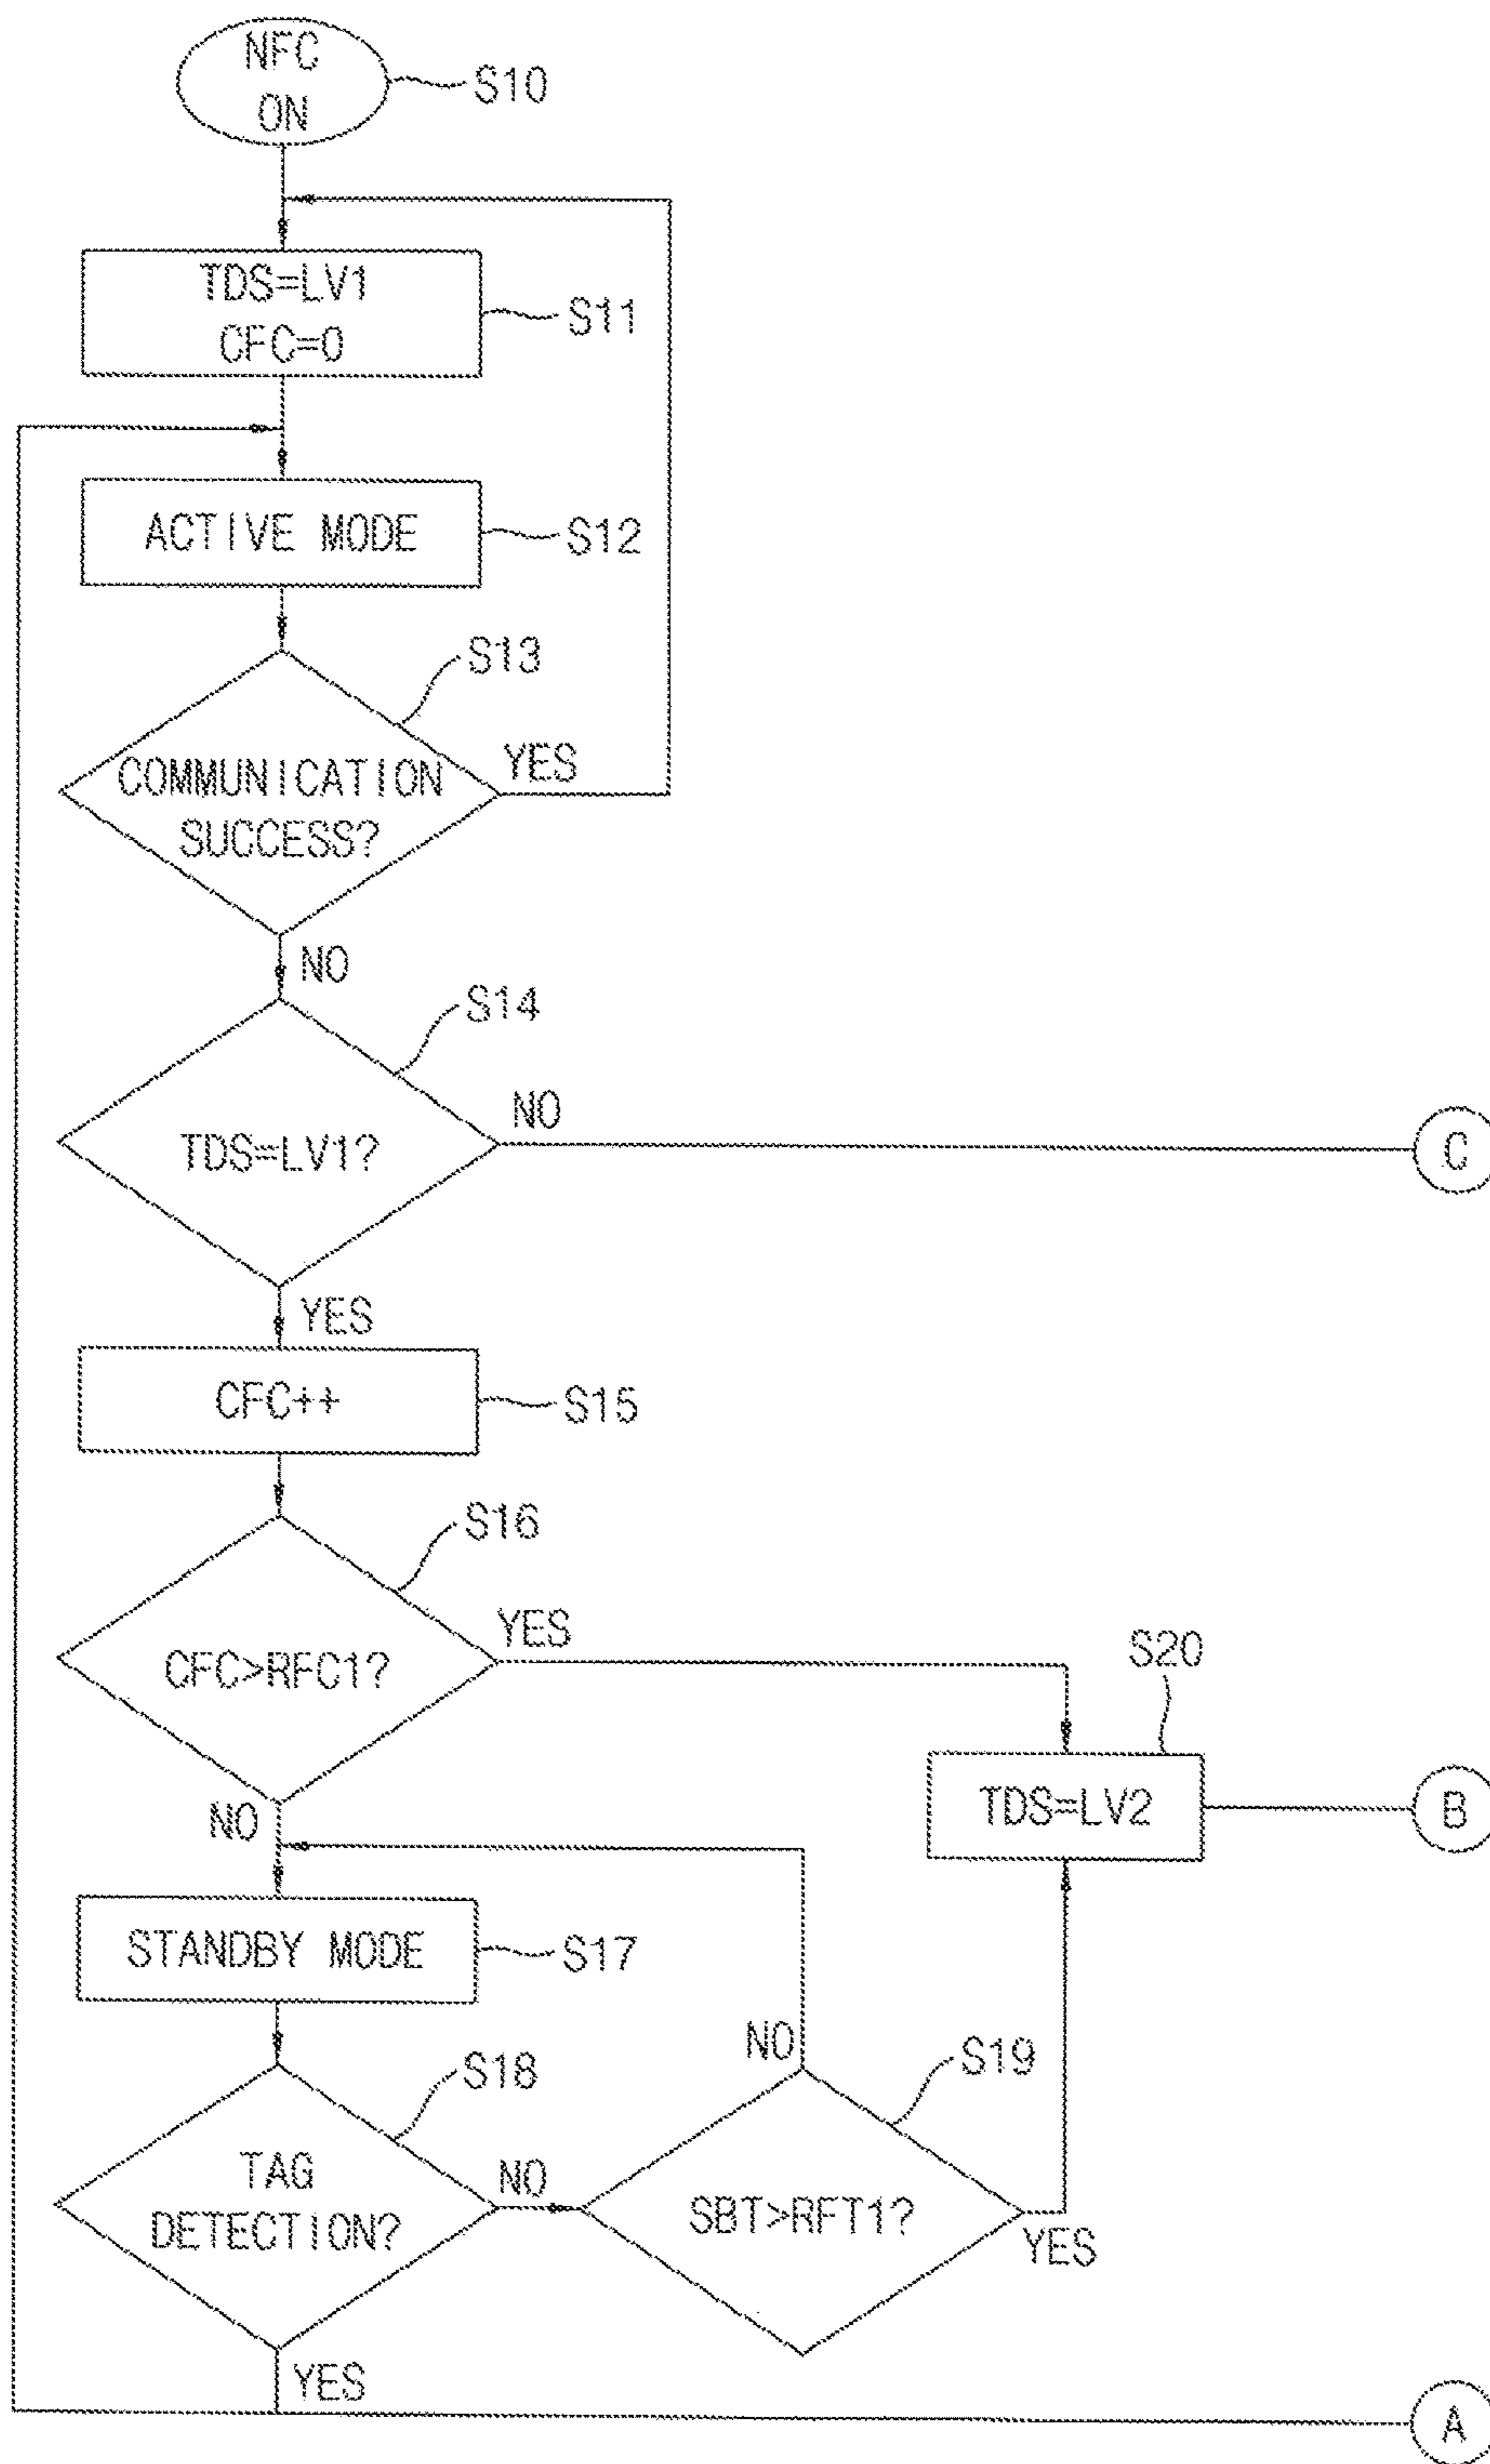 NFC
ON
S10
TDS=LV1
CFC=0
S11
ACTIVE MODE
S12
S13
COMMUNICATION
SUCCESS?
YES
NO
S14
TDS=LV1?
NO
C
YES
CFC++
S15
S16
CFC>RFC1?
YES
S20
TDS=LV2
B
NO
STANDBY MODE
S17
S18
TAG
DETECTION?
NO
NO
S19
SBT>RFT1?
YES
YES
A